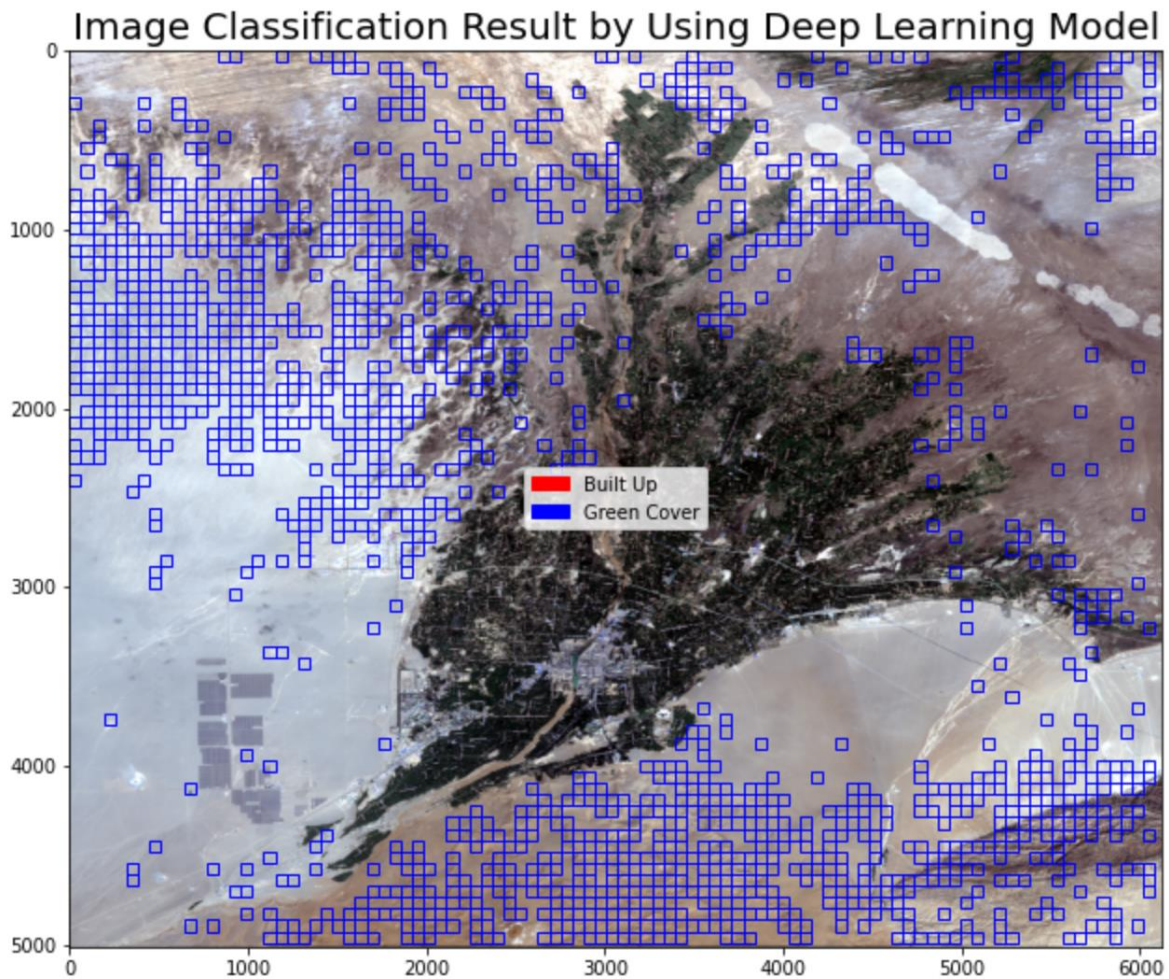 Image Classification Result by Using Deep Learning Model
0
1000
2000
3000
4000
5000
Built Up
Green Cover
0 1000 2000 3000 4000 5000 6000